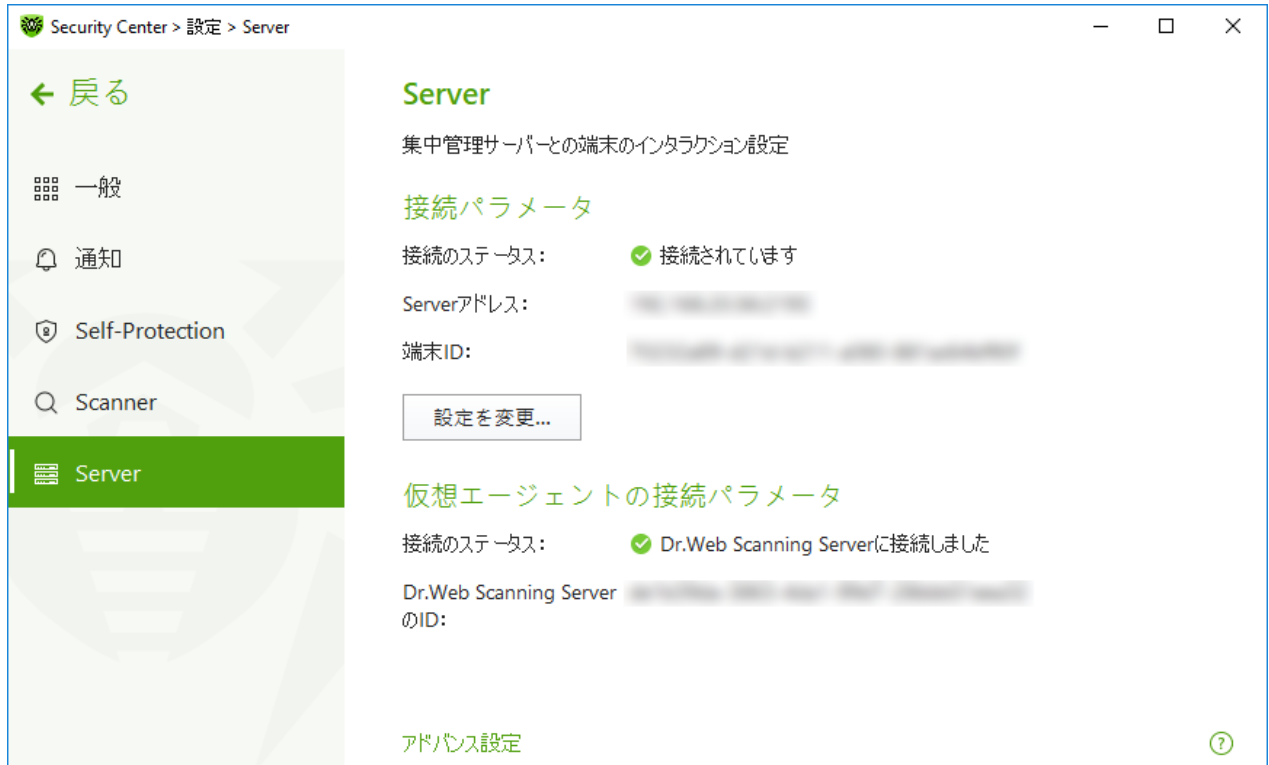 Security Center > 設定 > Server
戻る
一般
通知
Self-Protection
Scanner
Server
Server
集中管理サーバーとの端末のインタラクション設定
接続パラメータ
接続のステータス: 接続されています
Serverアドレス:
端末ID:
設定を変更...
仮想エージェントの接続パラメータ
接続のステータス: Dr.Web Scanning Serverに接続しました
Dr.Web Scanning Server
のID:
アドバンス設定
?